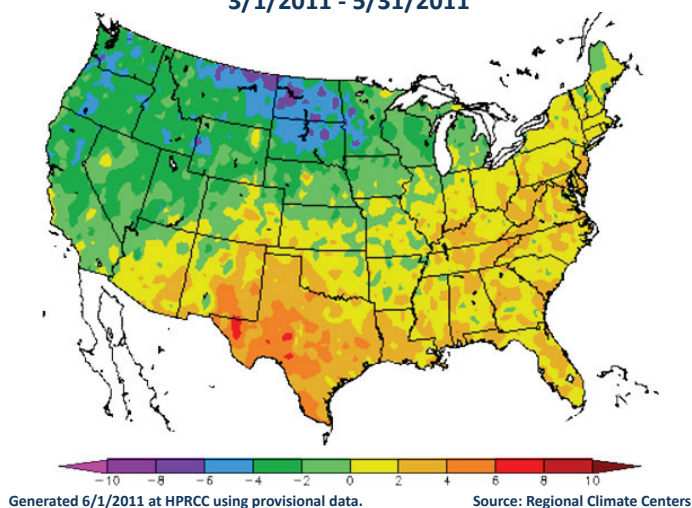 3/1/2011 - 5/31/2011
-10 -8 -6 -4 -2 0 2 4 6 8 10
Generated 6/1/2011 at HPRCC using provisional data.
Source: Regional Climate Centers